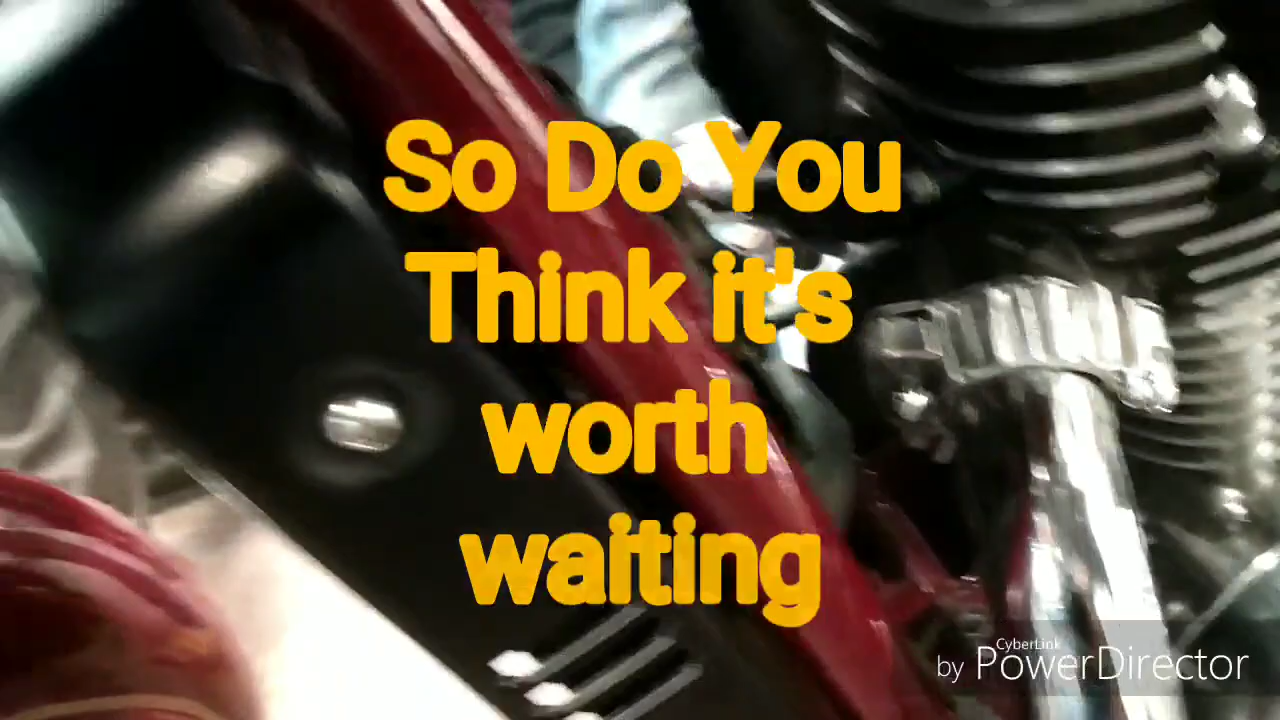 So Do You
Think it's
worth
waiting
CyberLink
by PowerDirector